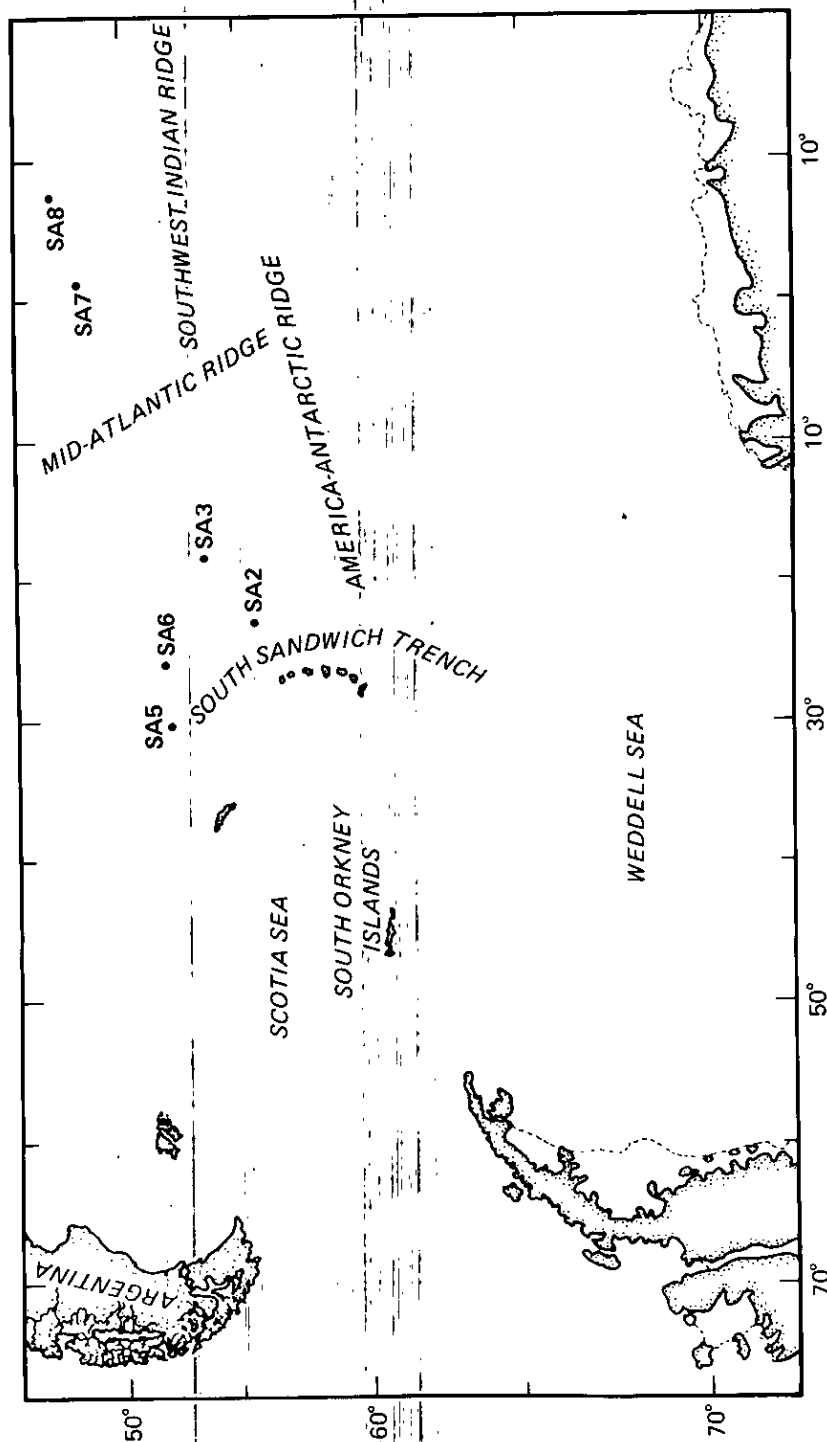 SA8
SA7
SOUTHWEST INDIAN RIDGE
MID-ATLANTIC RIDGE
AMERICA-ANTARCTIC RIDGE
SA3
SA6
SA2
SA5
SOUTH SANDWICH TRENCH
SCOTIA SEA
SOUTH ORKNEY
ISLANDS
WEDDELL SEA
ARGENTINA
50°
60°
70°
70°
50°
30°
10°
10°